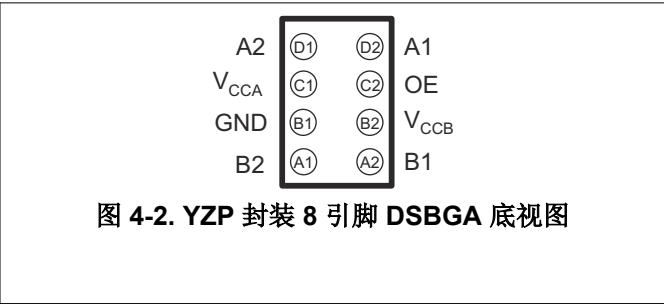 A2 D1 D2 A1
VCCA C1 C2 OE
GND B1 B2 VCCB
B2 A1 A2 B1
图 4-2. YZP 封装 8 引脚 DSBGA 底视图